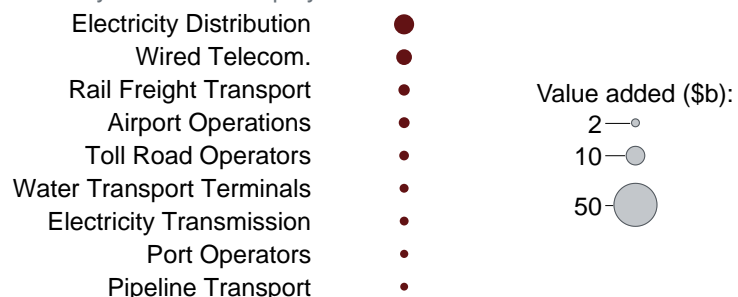 Electricity Distribution
Wired Telecom.
Rail Freight Transport
Airport Operations
Toll Road Operators
Water Transport Terminals
Electricity Transmission
Port Operators
Pipeline Transport
Value added ($b):
2
10
50